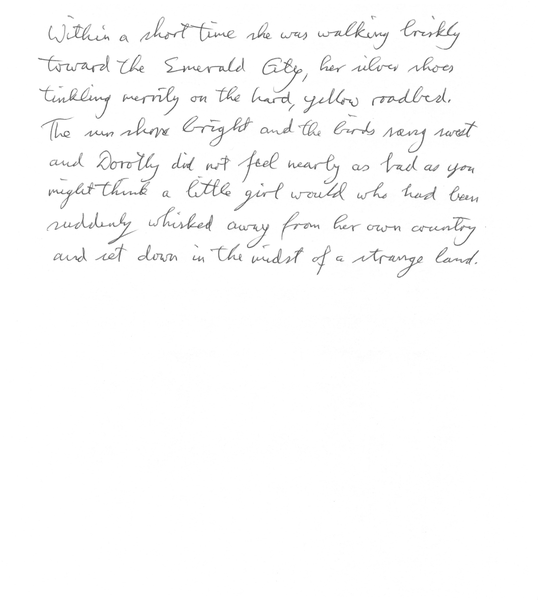 Within a short time she was walking briskly
toward the Emerald City, her silver shoes
tinkling merrily on the hard, yellow roadbed.
The sun shone bright and the birds sang sweet
and Dorothy did not feel nearly as bad as you
might think a little girl would who had been
suddenly whisked away from her own country
and set down in the midst of a strange land.